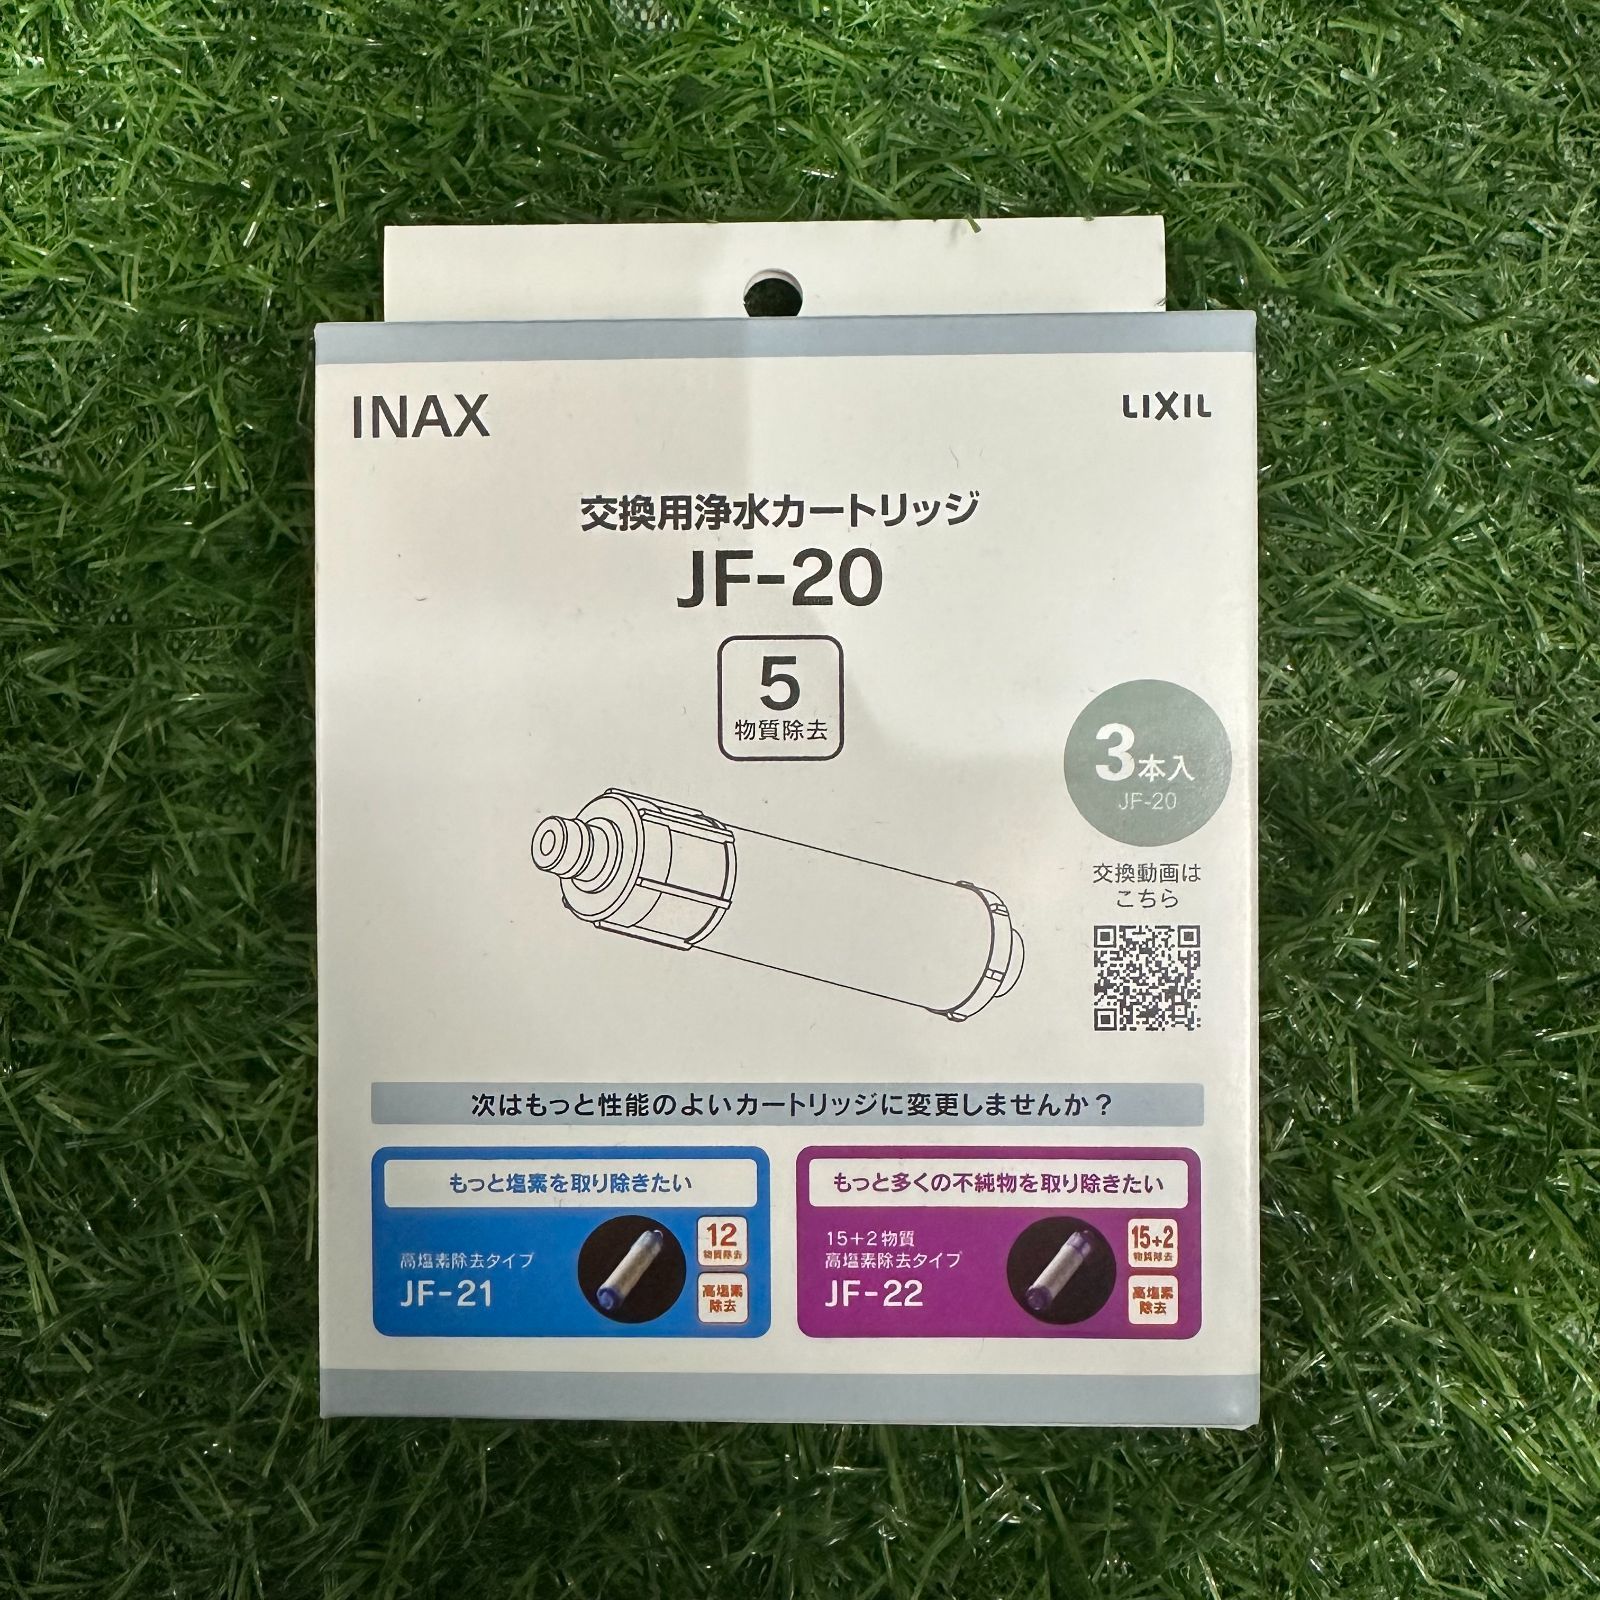 INAX
LIXIL
交換用浄水カートリッジ
JF-20
5
物質除去
3本入
JF-20
交換動画は
こちら
次はもっと性能のよいカートリッジに変更しませんか？
もっと塩素を取り除きたい
高塩素除去タイプ
JF-21
12
物質除去
高塩素
除去
もっと多くの不純物を取り除きたい
15+2物質
高塩素除去タイプ
JF-22
15+2
物質除去
高塩素
除去